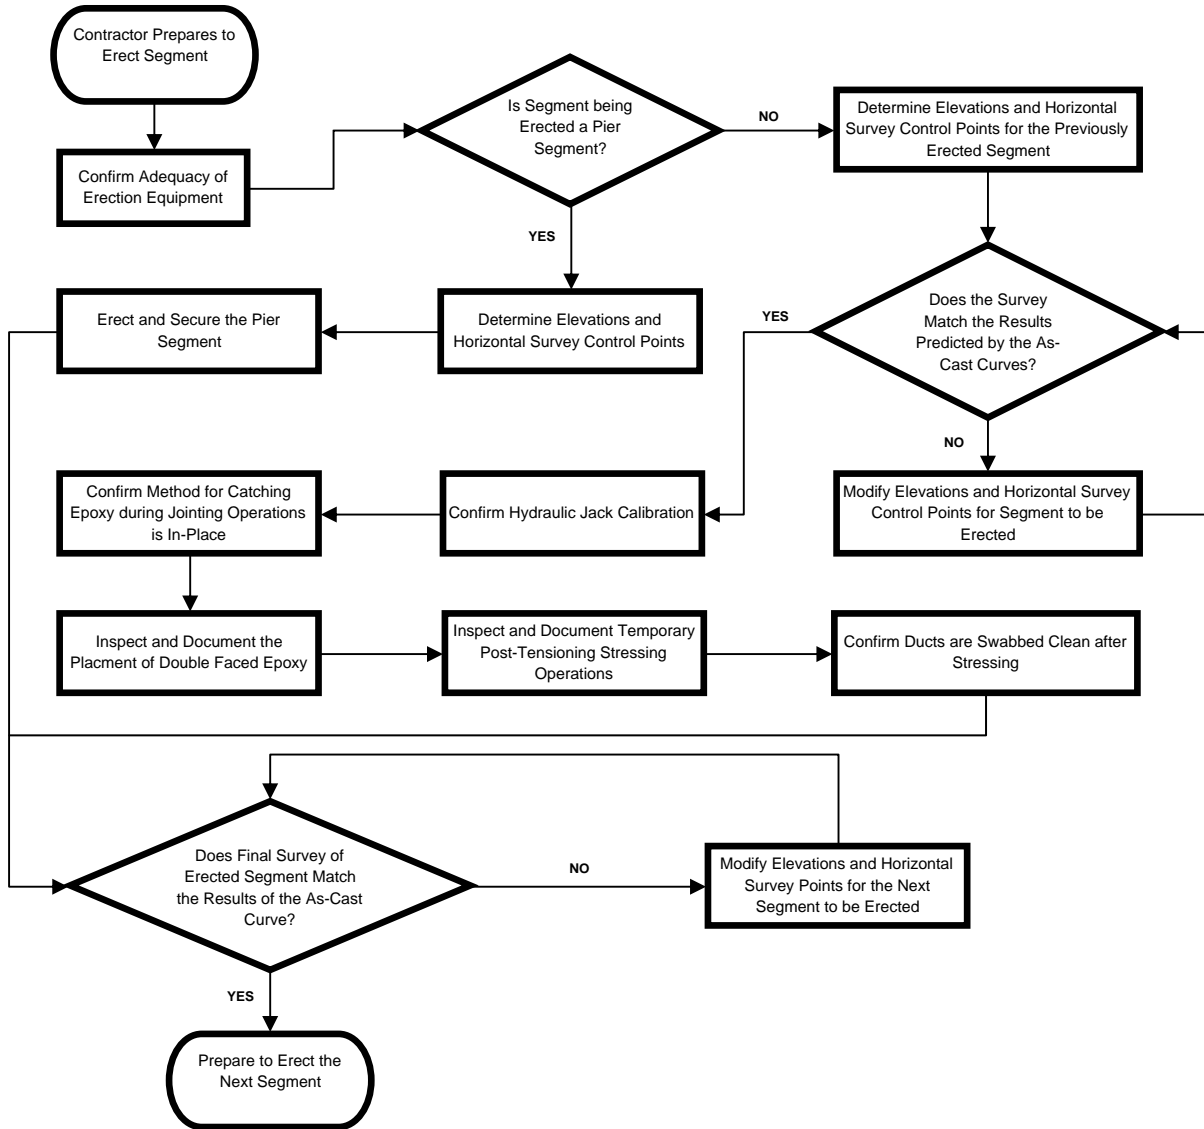 Contractor Prepares to
Erect Segment
Confirm Adequacy of
Erection Equipment
Is Segment being
Erected a Pier
Segment?
NO
Determine Elevations and Horizontal
Survey Control Points for the Previously
Erected Segment
YES
Erect and Secure the Pier
Segment
Determine Elevations and
Horizontal Survey Control Points
YES
Does the Survey
Match the Results
Predicted by the As-
Cast Curves?
NO
Confirm Method for Catching
Epoxy during Jointing Operations
is In-Place
Confirm Hydraulic Jack Calibration
Modify Elevations and Horizontal Survey
Control Points for Segment to be
Erected
Inspect and Document the
Placment of Double Faced Epoxy
Inspect and Document Temporary
Post-Tensioning Stressing
Operations
Confirm Ducts are Swabbed Clean after
Stressing
Does Final Survey of
Erected Segment Match
the Results of the As-Cast
Curve?
NO
Modify Elevations and Horizontal
Survey Points for the Next
Segment to be Erected
YES
Prepare to Erect the
Next Segment